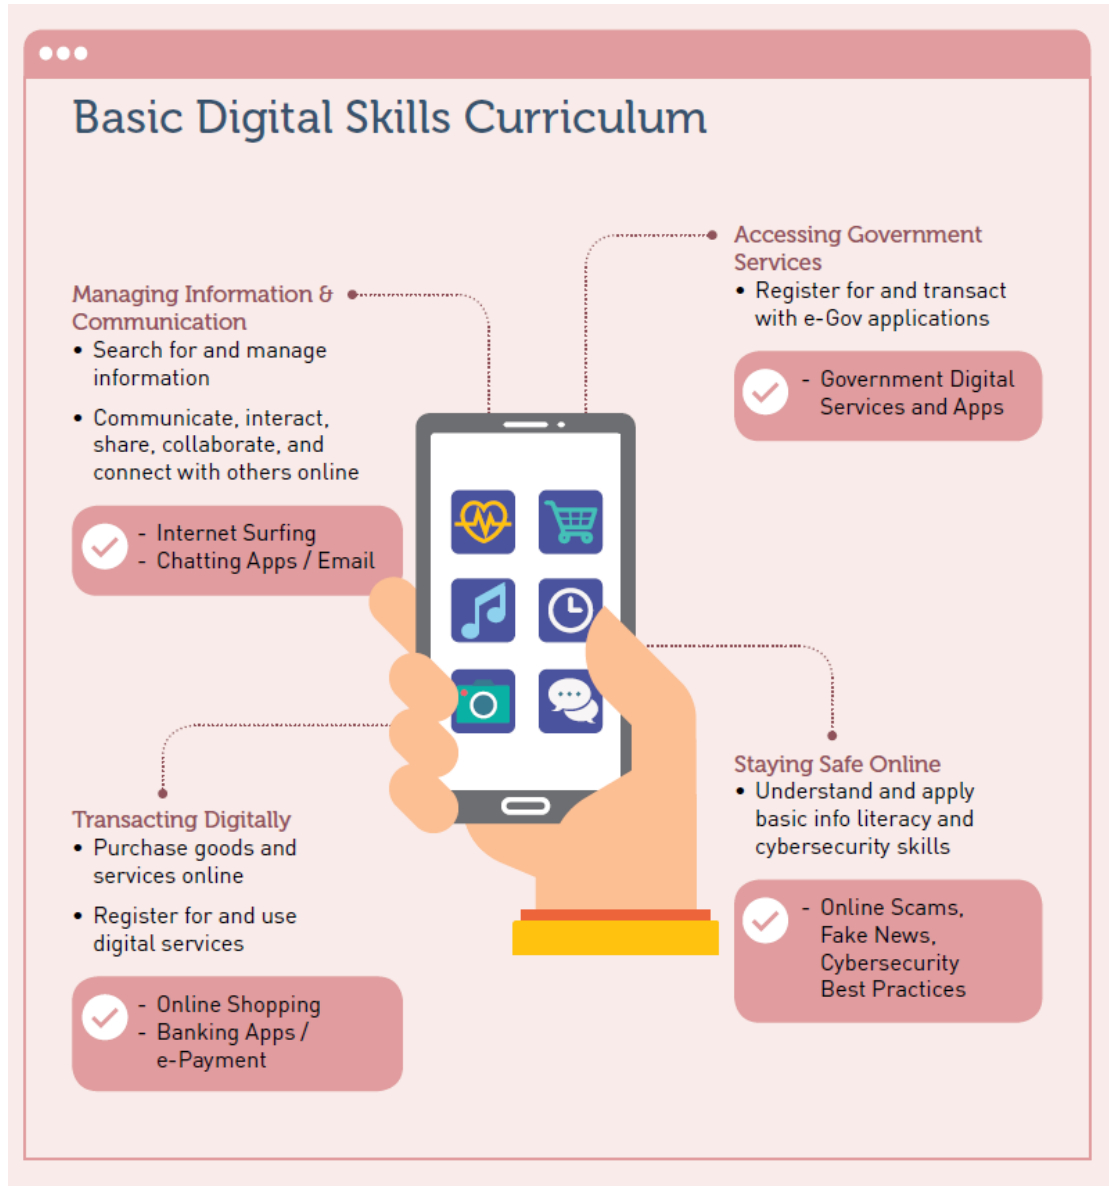 Basic Digital Skills Curriculum
Managing Information &
Communication
• Search for and manage
information
• Communicate, interact,
share, collaborate, and
connect with others online
- Internet Surfing
- Chatting Apps / Email
Accessing Government
Services
• Register for and transact
with e-Gov applications
- Government Digital
Services and Apps
Transacting Digitally
• Purchase goods and
services online
• Register for and use
digital services
- Online Shopping
- Banking Apps /
e-Payment
Staying Safe Online
• Understand and apply
basic info literacy and
cybersecurity skills
- Online Scams,
Fake News,
Cybersecurity
Best Practices